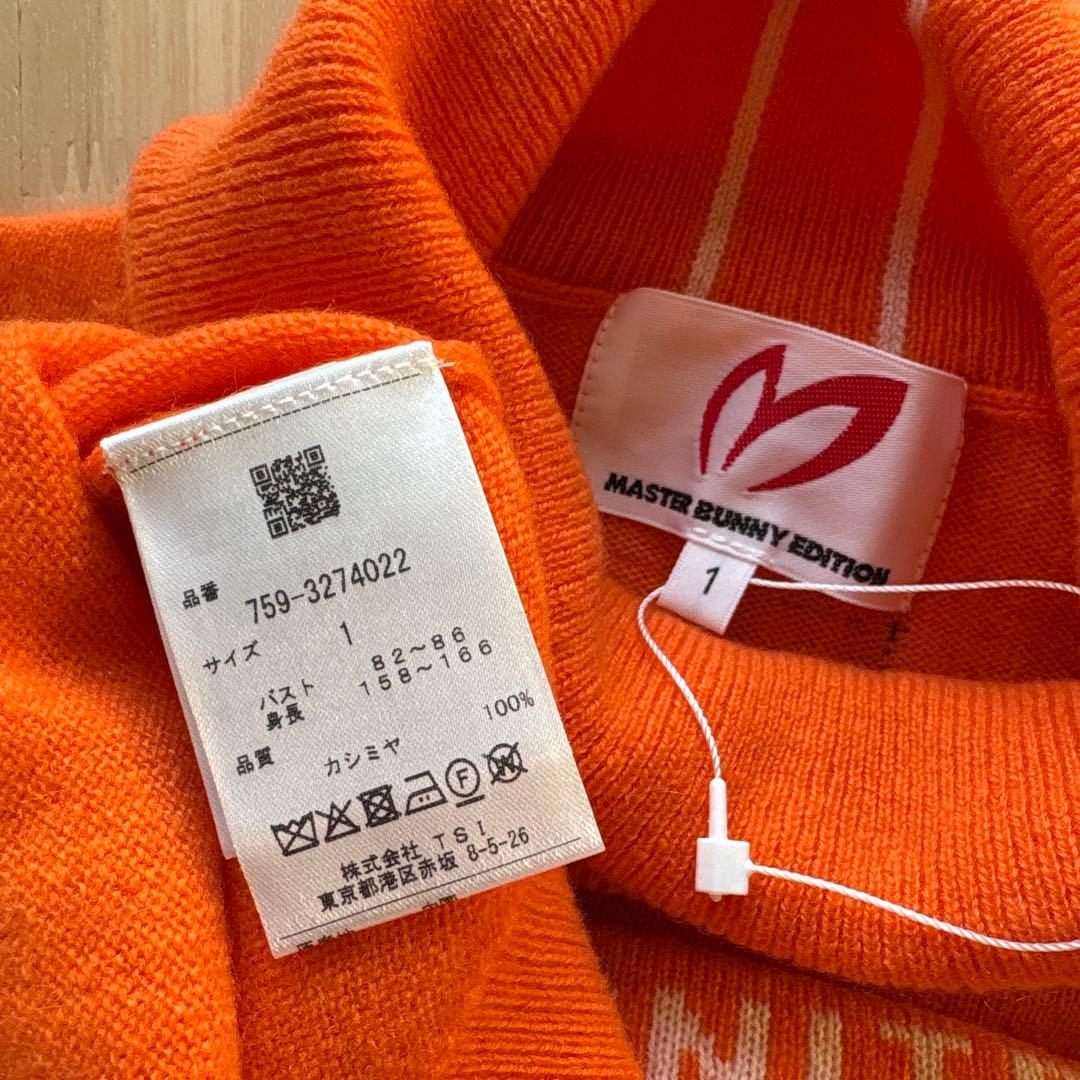 品番 759-3274022
サイズ 1
バスト 82～86
身長 158～166
品質 カシミヤ 100%
F
W
株式会社 TSI
東京都港区赤坂 8-5-26
MASTER BUNNY EDITION
1
NIT